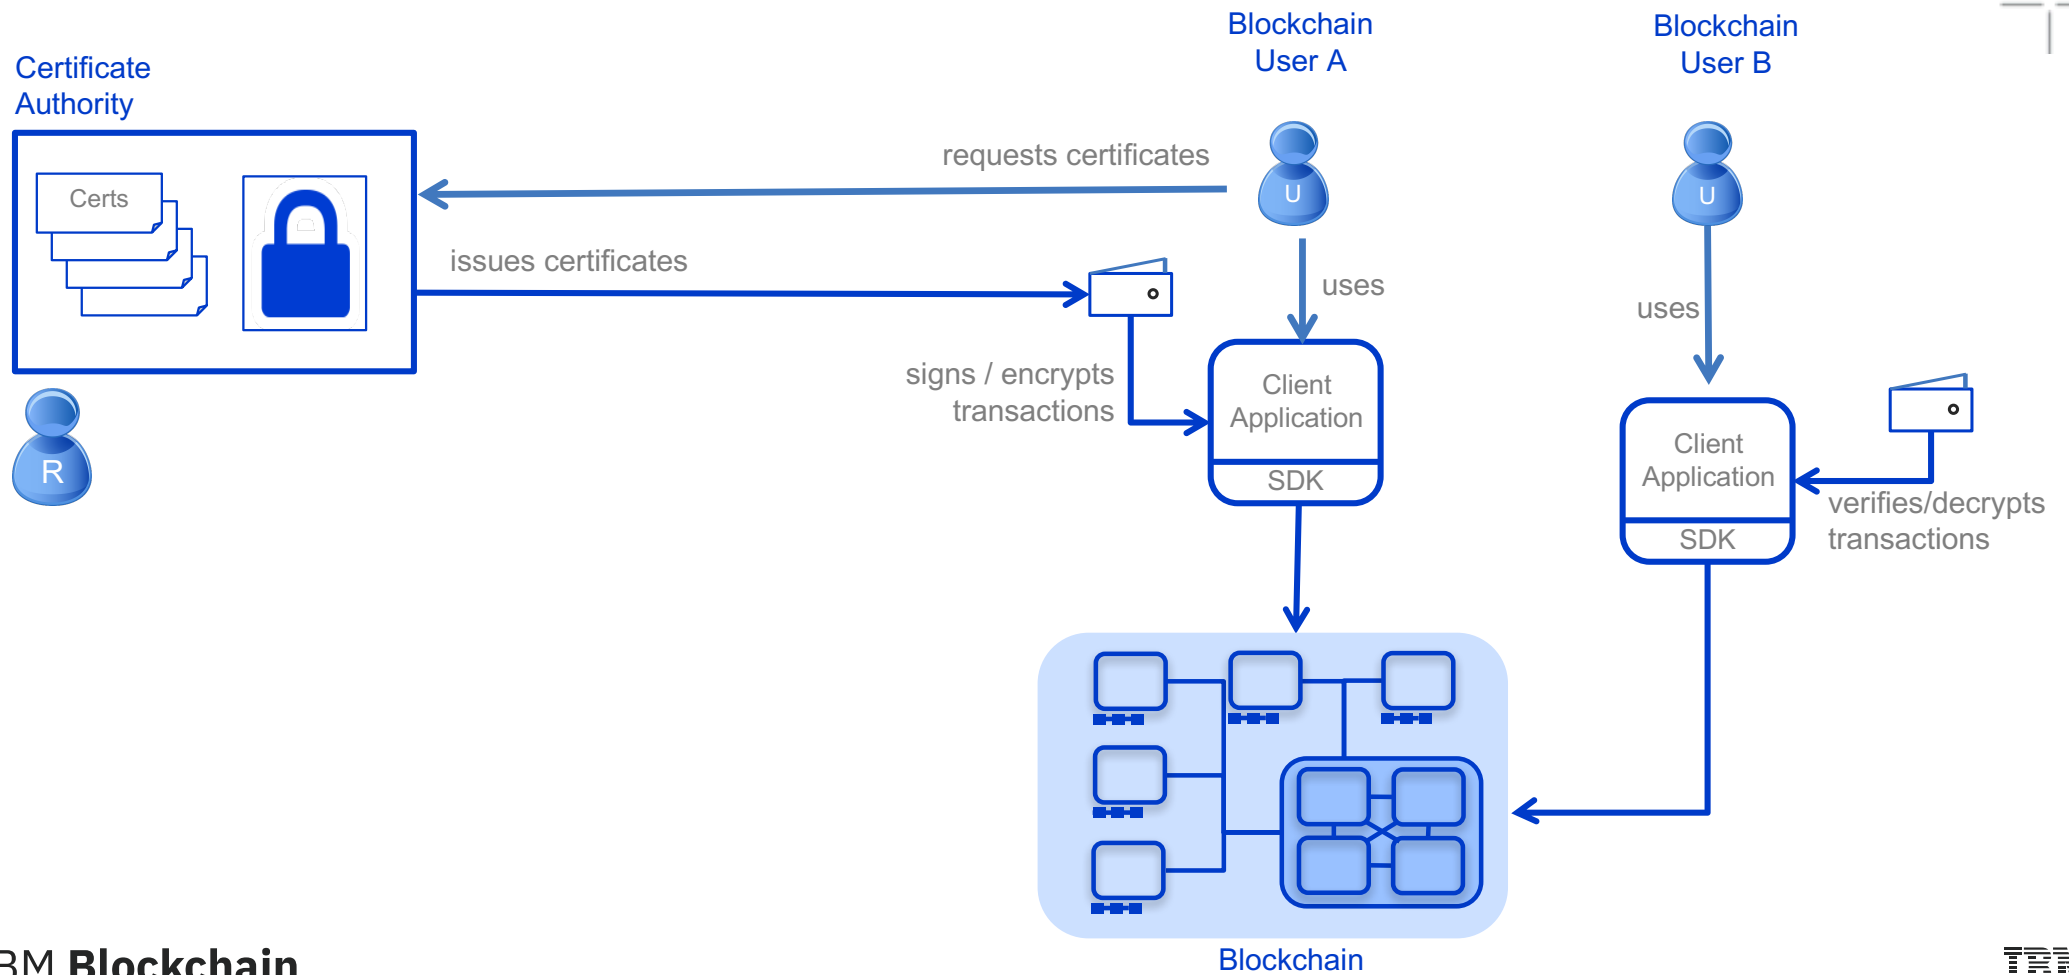 Blockchain
User A
Blockchain
User B
Certificate
Authority
requests certificates
Certs
U
U
issues certificates
uses
uses
signs / encrypts
transactions
Client
Application
SDK
Client
Application
SDK
verifies/decrypts
transactions
R
Blockchain
BM Blockchain